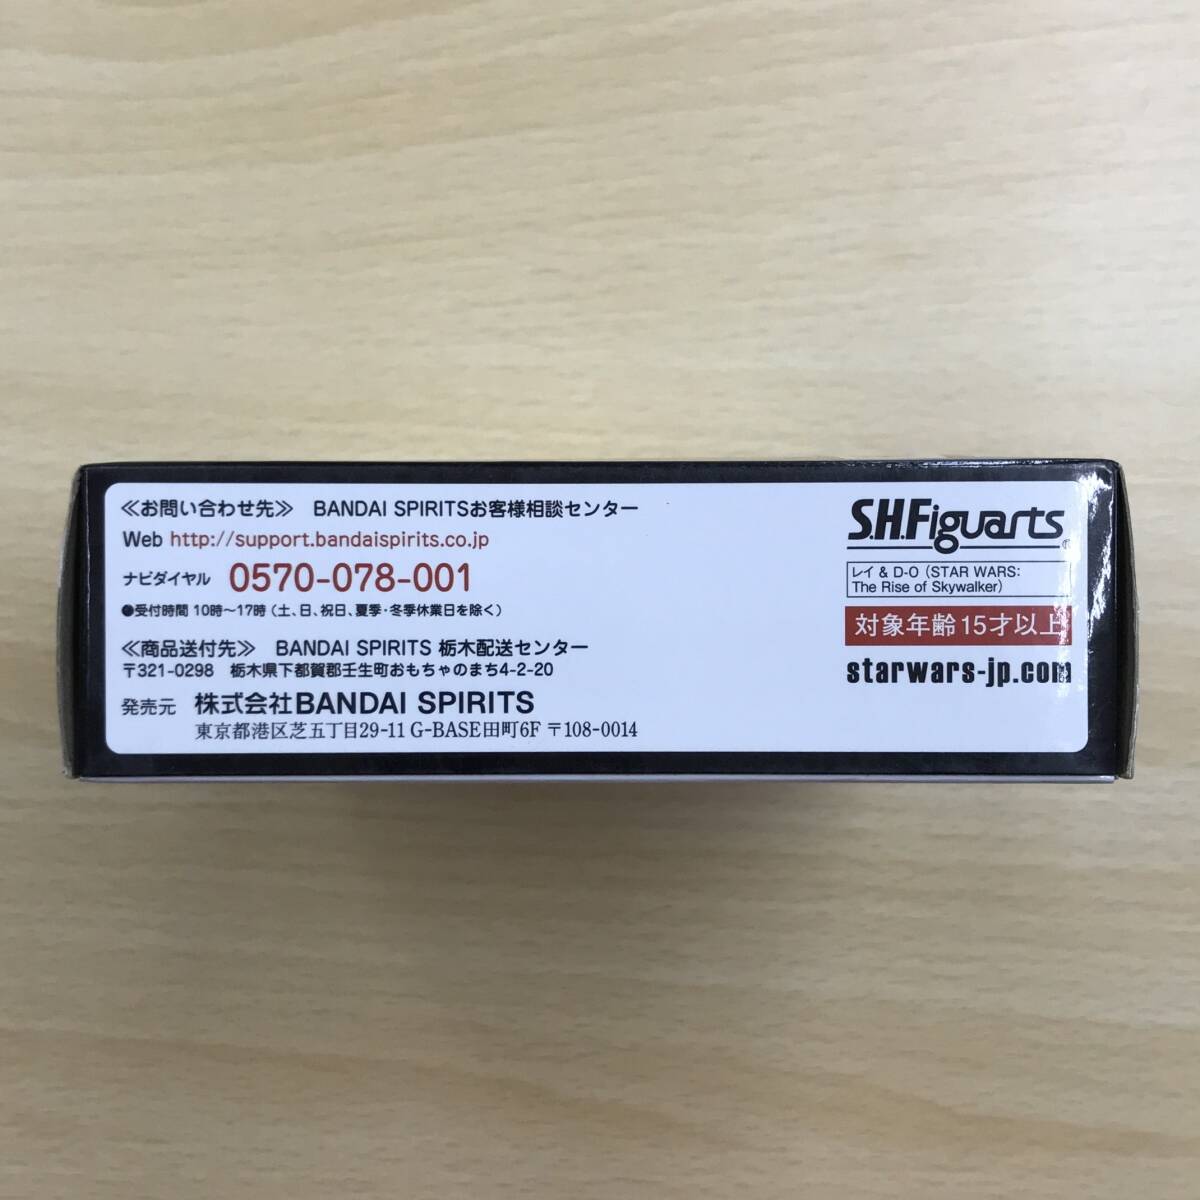 ≪お問い合わせ先≫ BANDAI SPIRITSお客様相談センター
Web http://support.bandaispirits.co.jp
ナビダイヤル 0570-078-001
●受付時間 10時～17時（土、日、祝日、夏季・冬季休業日を除く）
≪商品送付先≫ BANDAI SPIRITS 栃木配送センター
〒321-0298 栃木県下都賀郡壬生町おもちゃのまち4-2-20
発売元 株式会社BANDAI SPIRITS
東京都港区芝五丁目29-11 G-BASE田町6F 〒108-0014
S.H.Figuarts®
レイ & D-O（STAR WARS:
The Rise of Skywalker）
対象年齢15才以上
starwars-jp.com